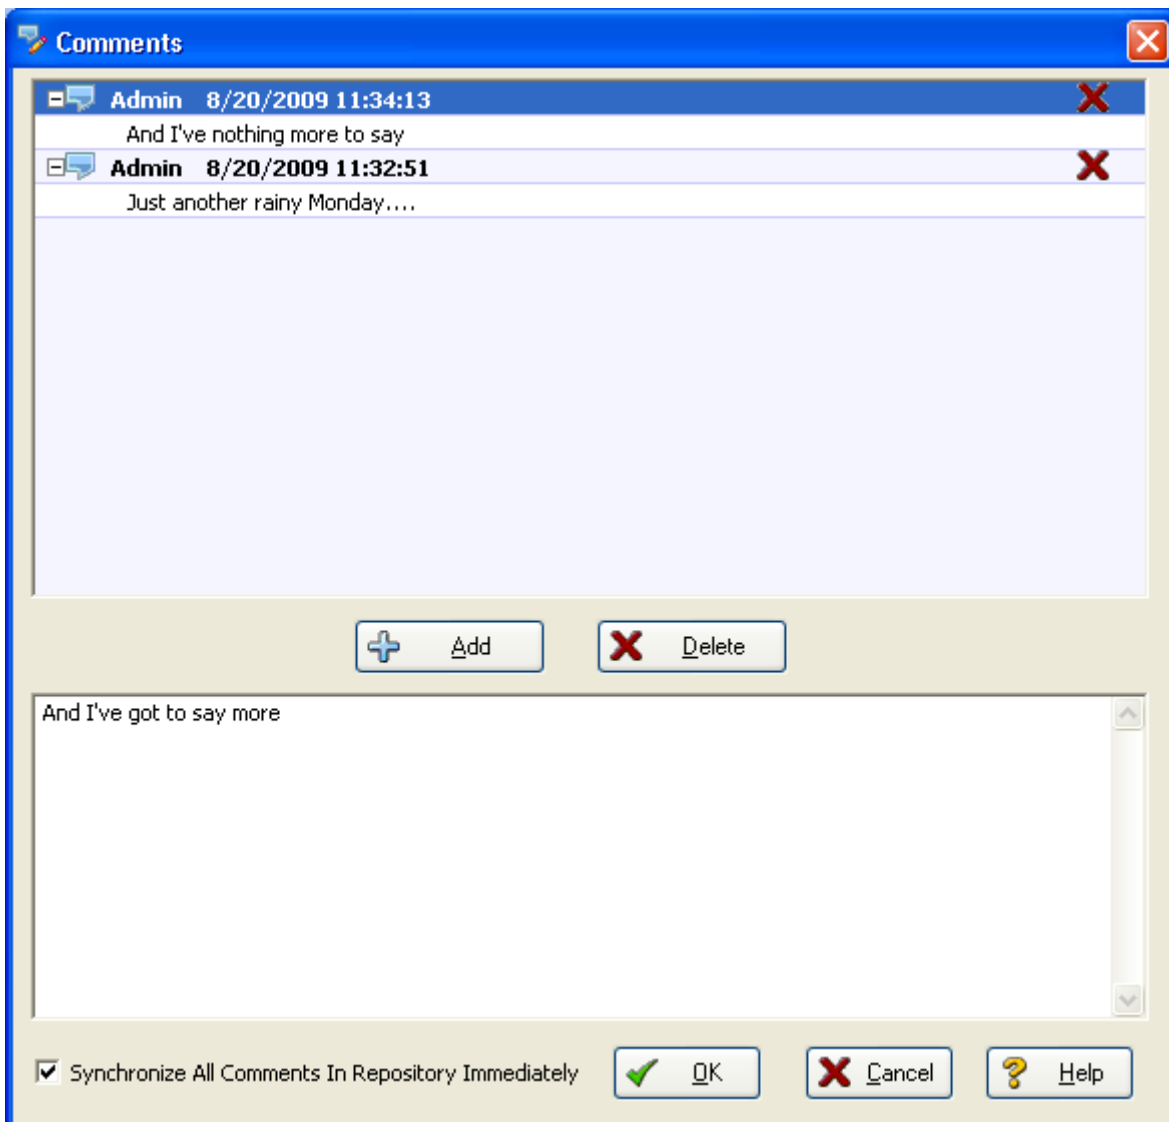 Comments
Admin 8/20/2009 11:34:13
And I've nothing more to say
Admin 8/20/2009 11:32:51
Just another rainy Monday....
Add Delete
And I've got to say more
Synchronize All Comments In Repository Immediately OK Cancel Help